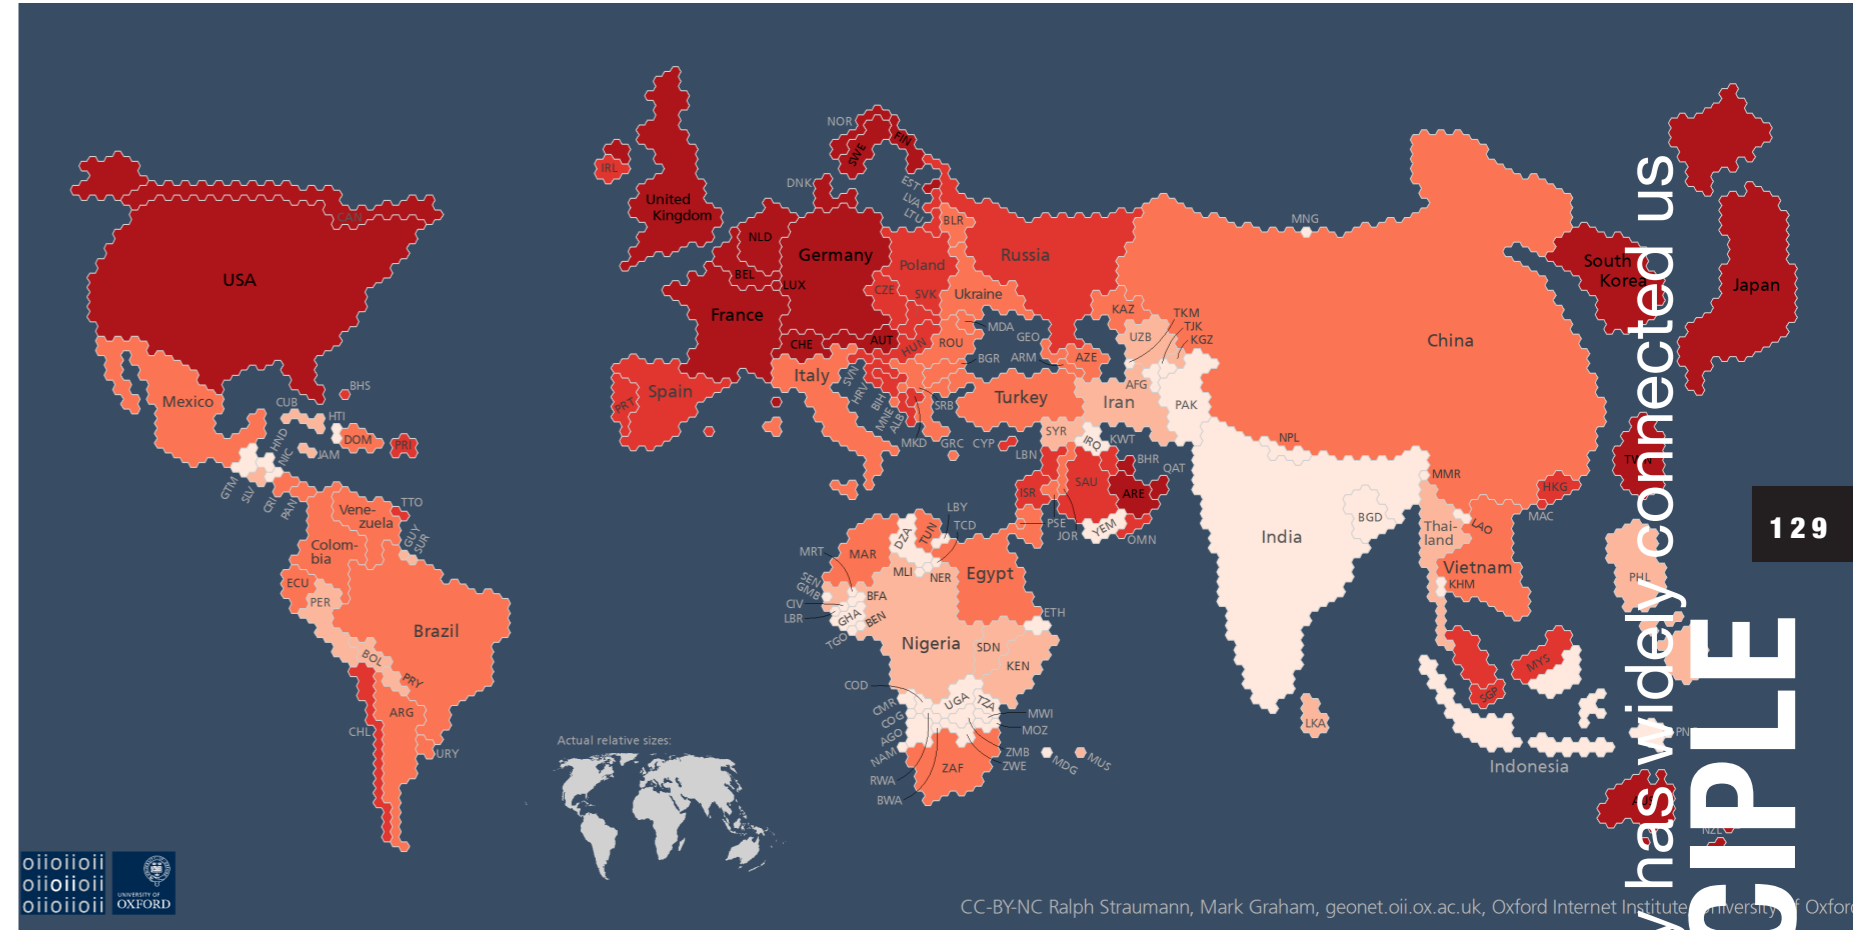 NOR
FIN
SWE
IRL
DNK
EST
LVA
LTU
United
Kingdom
CAN
BLR
MNG
NLD
Germany
Poland
Russia
South
Korea
BEL
LUX
USA
CZE
SVK
Ukraine
Japan
France
KAZ
TKM
TJK
KGZ
MDA
GEO
UZB
CHE
AUT
HUN
ROU
BGR
ARM
AZE
China
Italy
SVN
HRV
BIH
MNE
ALB
SRB
Turkey
AFG
Iran
PAK
BHS
Spain
PRT
Mexico
CUB
HTI
HND
NIC
JAM
DOM
PRI
MKD
GRC
CYP
SYR
IRQ
KWT
LBN
BHR
QAT
NPL
MMR
GTM
SLV
CRI
PAN
ISR
SAU
ARE
HKG
MAC
TTO
Vene-
zuela
GUY
SUR
LBY
TCD
PSE
JOR
YEM
OMN
BGD
Thai-
land
LAO
India
Colom-
bia
MRT
MAR
DZA
TUN
MLI
NER
Egypt
Vietnam
KHM
PHL
ECU
PER
SEN
GMB
CIV
LBR
BFA
GHA
BEN
TGO
ETH
Brazil
Nigeria
SDN
KEN
BOL
PRY
COD
CMR
COG
AGO
NAM
UGA
TZA
MWI
MOZ
MYS
SGP
LKA
ARG
CHL
URY
ZMB
ZWE
MDG
MUS
ZAF
RWA
BWA
Indonesia
NZL
Actual relative sizes:
oiioiioii
oiioiioii
oiioiioii
UNIVERSITY OF
OXFORD
CC-BY-NC Ralph Straumann, Mark Graham, geonet.oii.ox.ac.uk, Oxford Internet Institute, University of Oxford
y has widely connected us
CIPLE
129